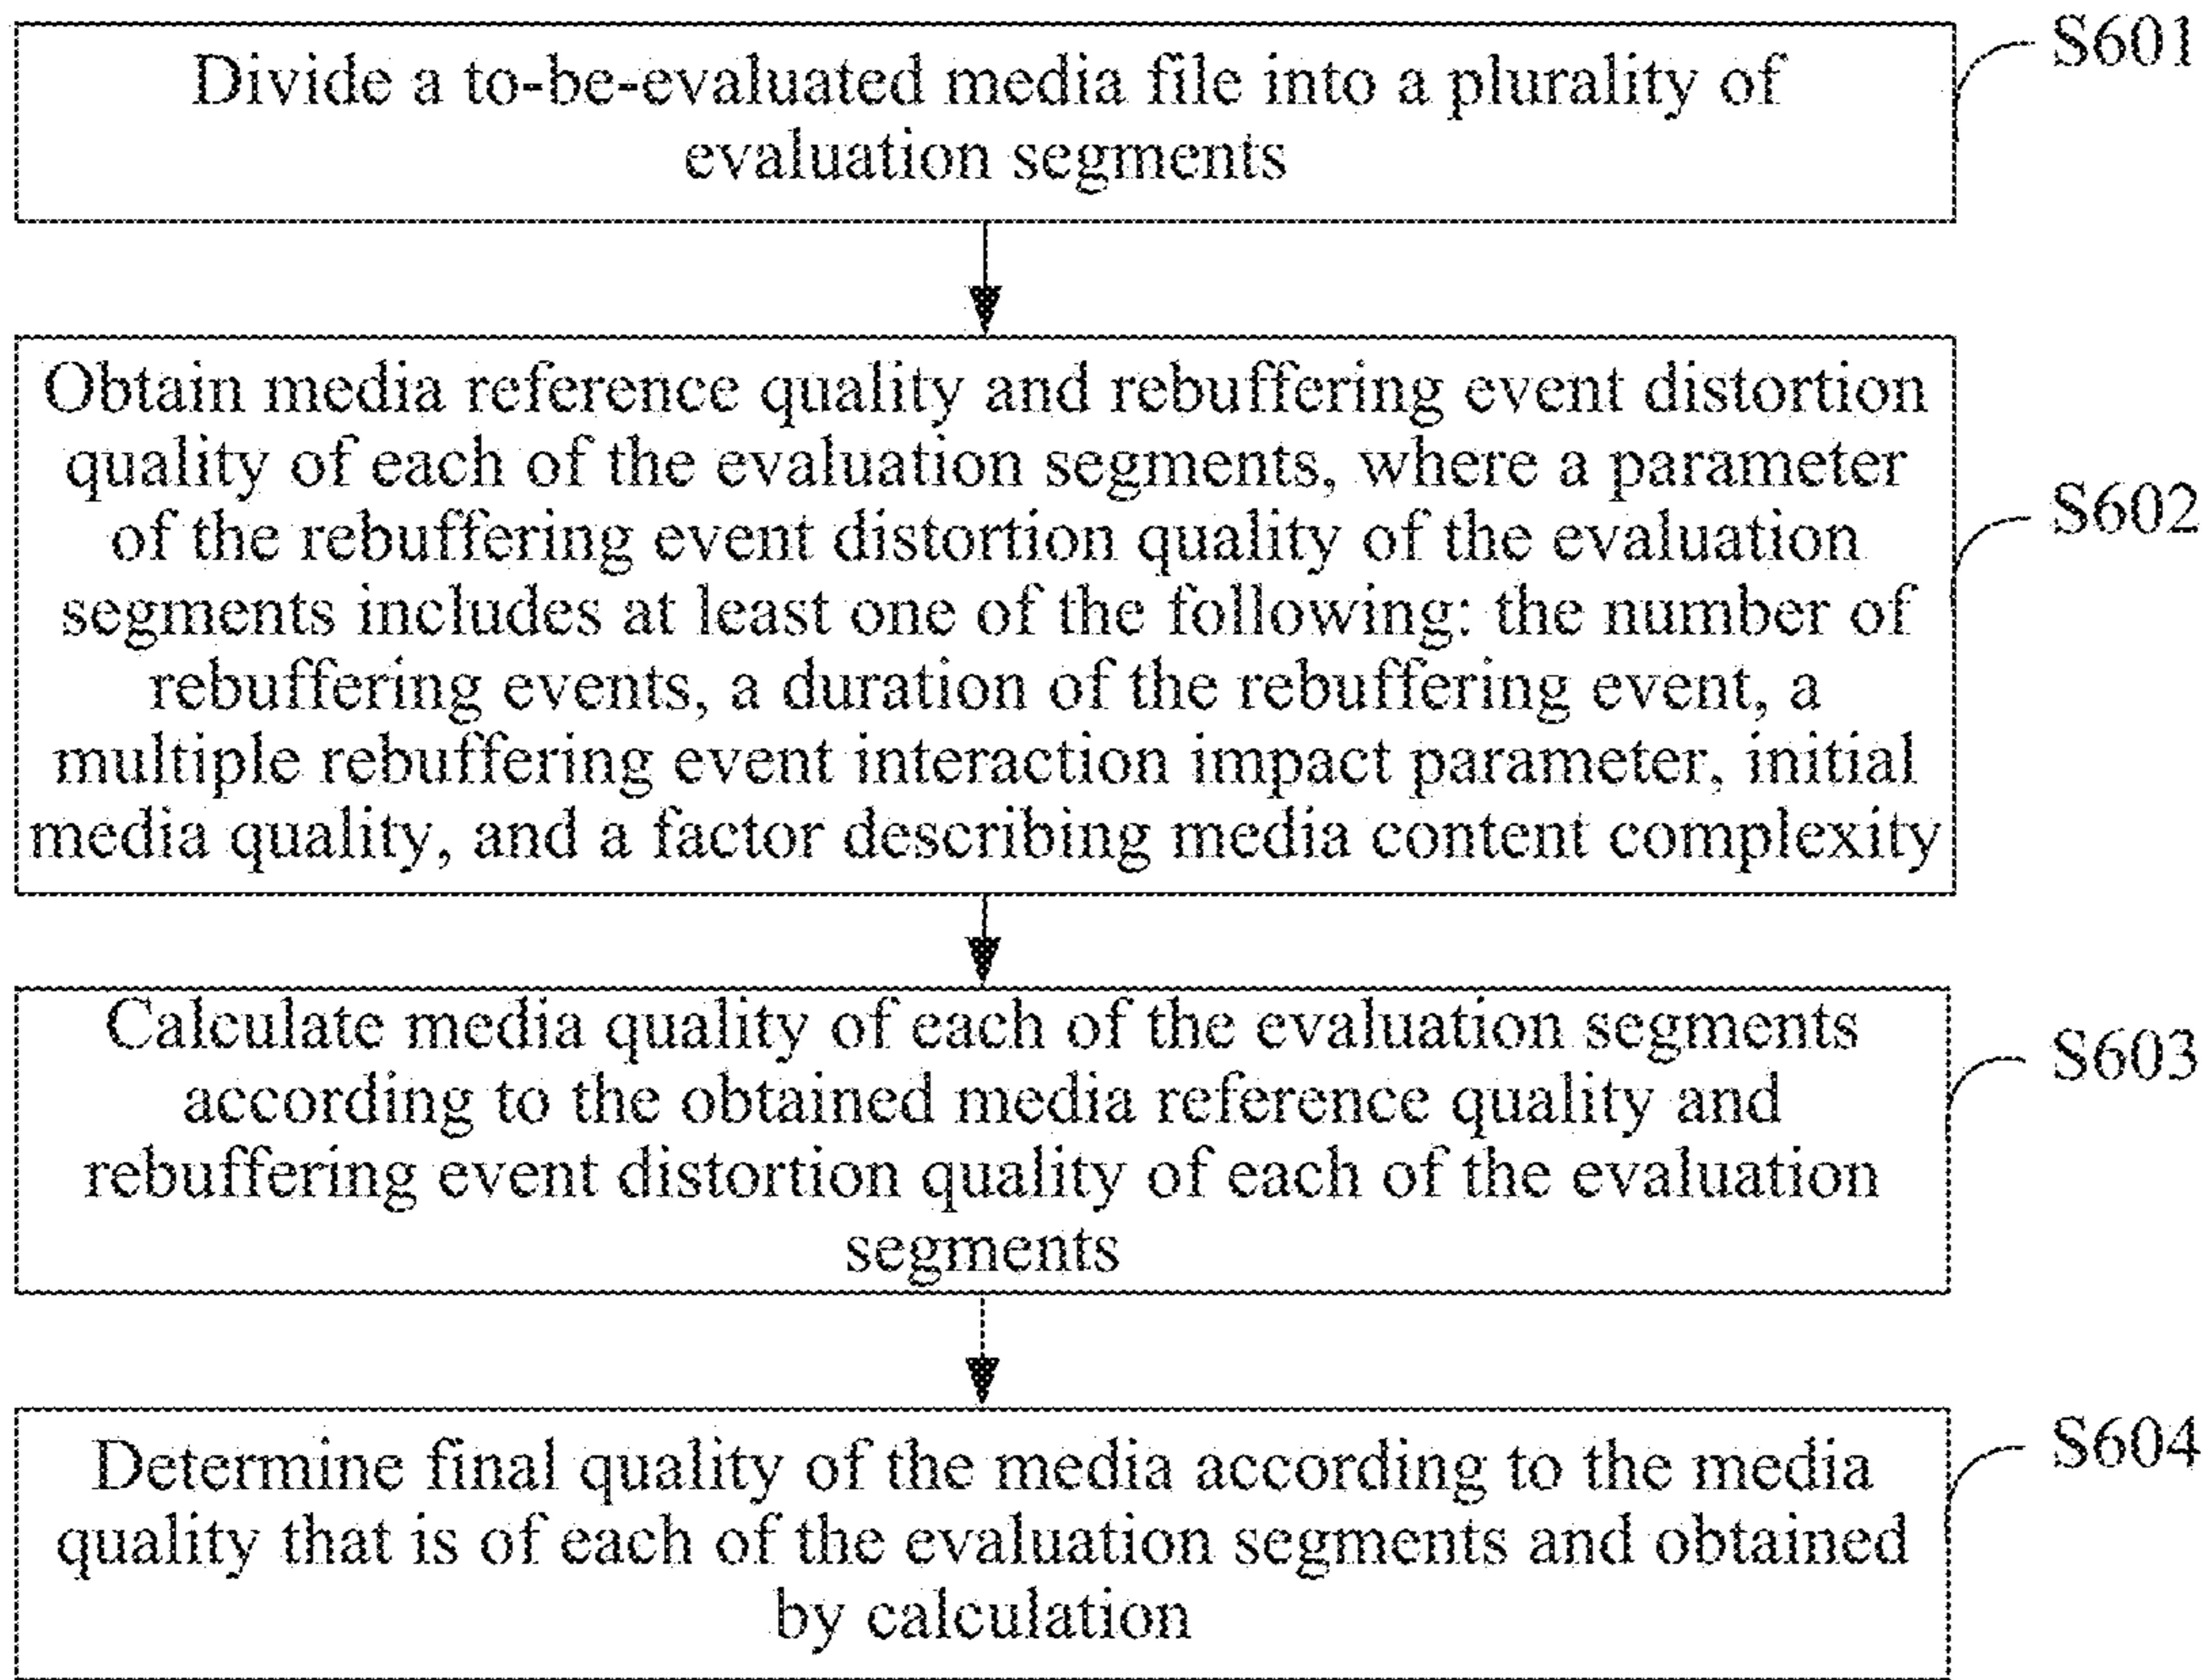 Divide a to-be-evaluated media file into a plurality of
evaluation segments
S601
Obtain media reference quality and rebuffering event distortion
quality of each of the evaluation segments, where a parameter
of the rebuffering event distortion quality of the evaluation
segments includes at least one of the following: the number of
rebuffering events, a duration of the rebuffering event, a
multiple rebuffering event interaction impact parameter, initial
media quality, and a factor describing media content complexity
S602
Calculate media quality of each of the evaluation segments
according to the obtained media reference quality and
rebuffering event distortion quality of each of the evaluation
segments
S603
Determine final quality of the media according to the media
quality that is of each of the evaluation segments and obtained
by calculation
S604